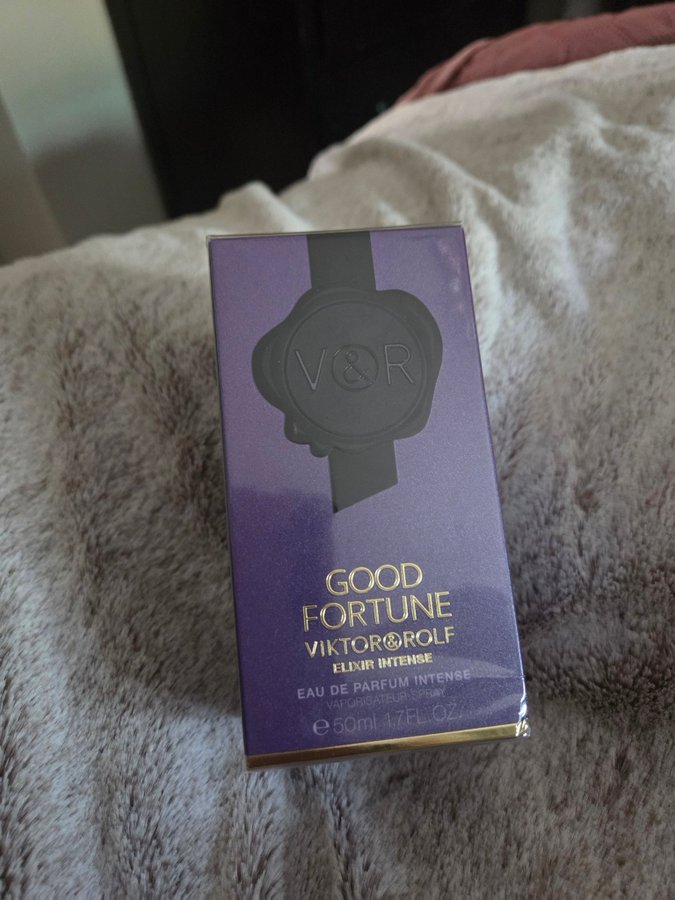 V&R
GOOD
FORTUNE
VIKTOR&ROLF
ELIXIR INTENSE
EAU DE PARFUM INTENSE
VAPORISATEUR-SPRAY
℮50ml 1.7FL.OZ.